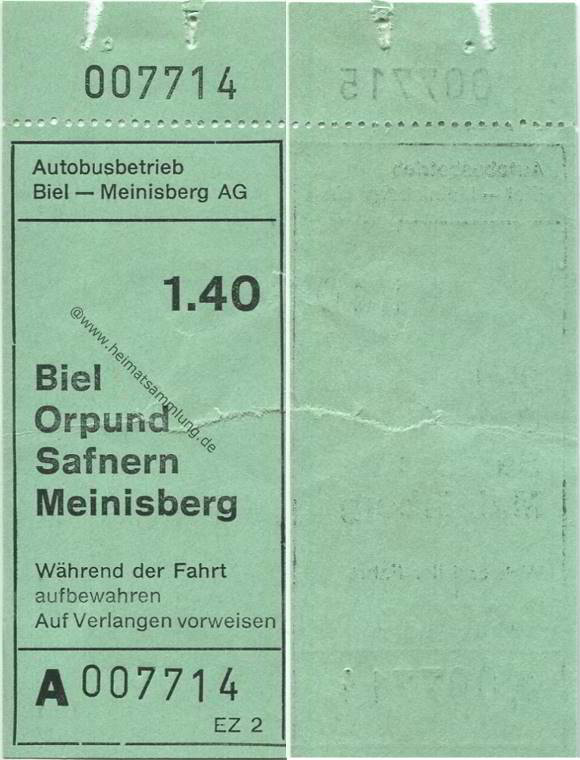 007714
Autobusbetrieb
Biel — Meinisberg AG
1.40
@www.heimatsammlung.de
Biel
Orpund
Safnern
Meinisberg
Während der Fahrt
aufbewahren
Auf Verlangen vorweisen
A 007714
EZ 2
007715